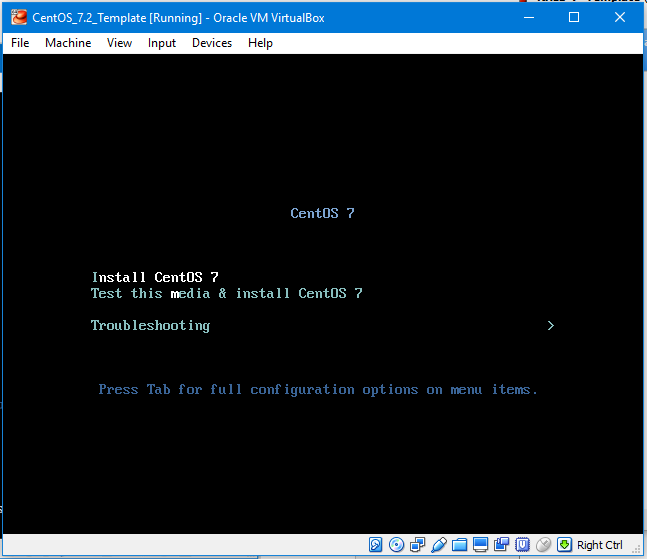 CentOS_7.2_Template [Running] - Oracle VM VirtualBox
File Machine View Input Devices Help
CentOS 7
Install CentOS 7
Test this media & install CentOS 7
Troubleshooting >
Press Tab for full configuration options on menu items.
Right Ctrl